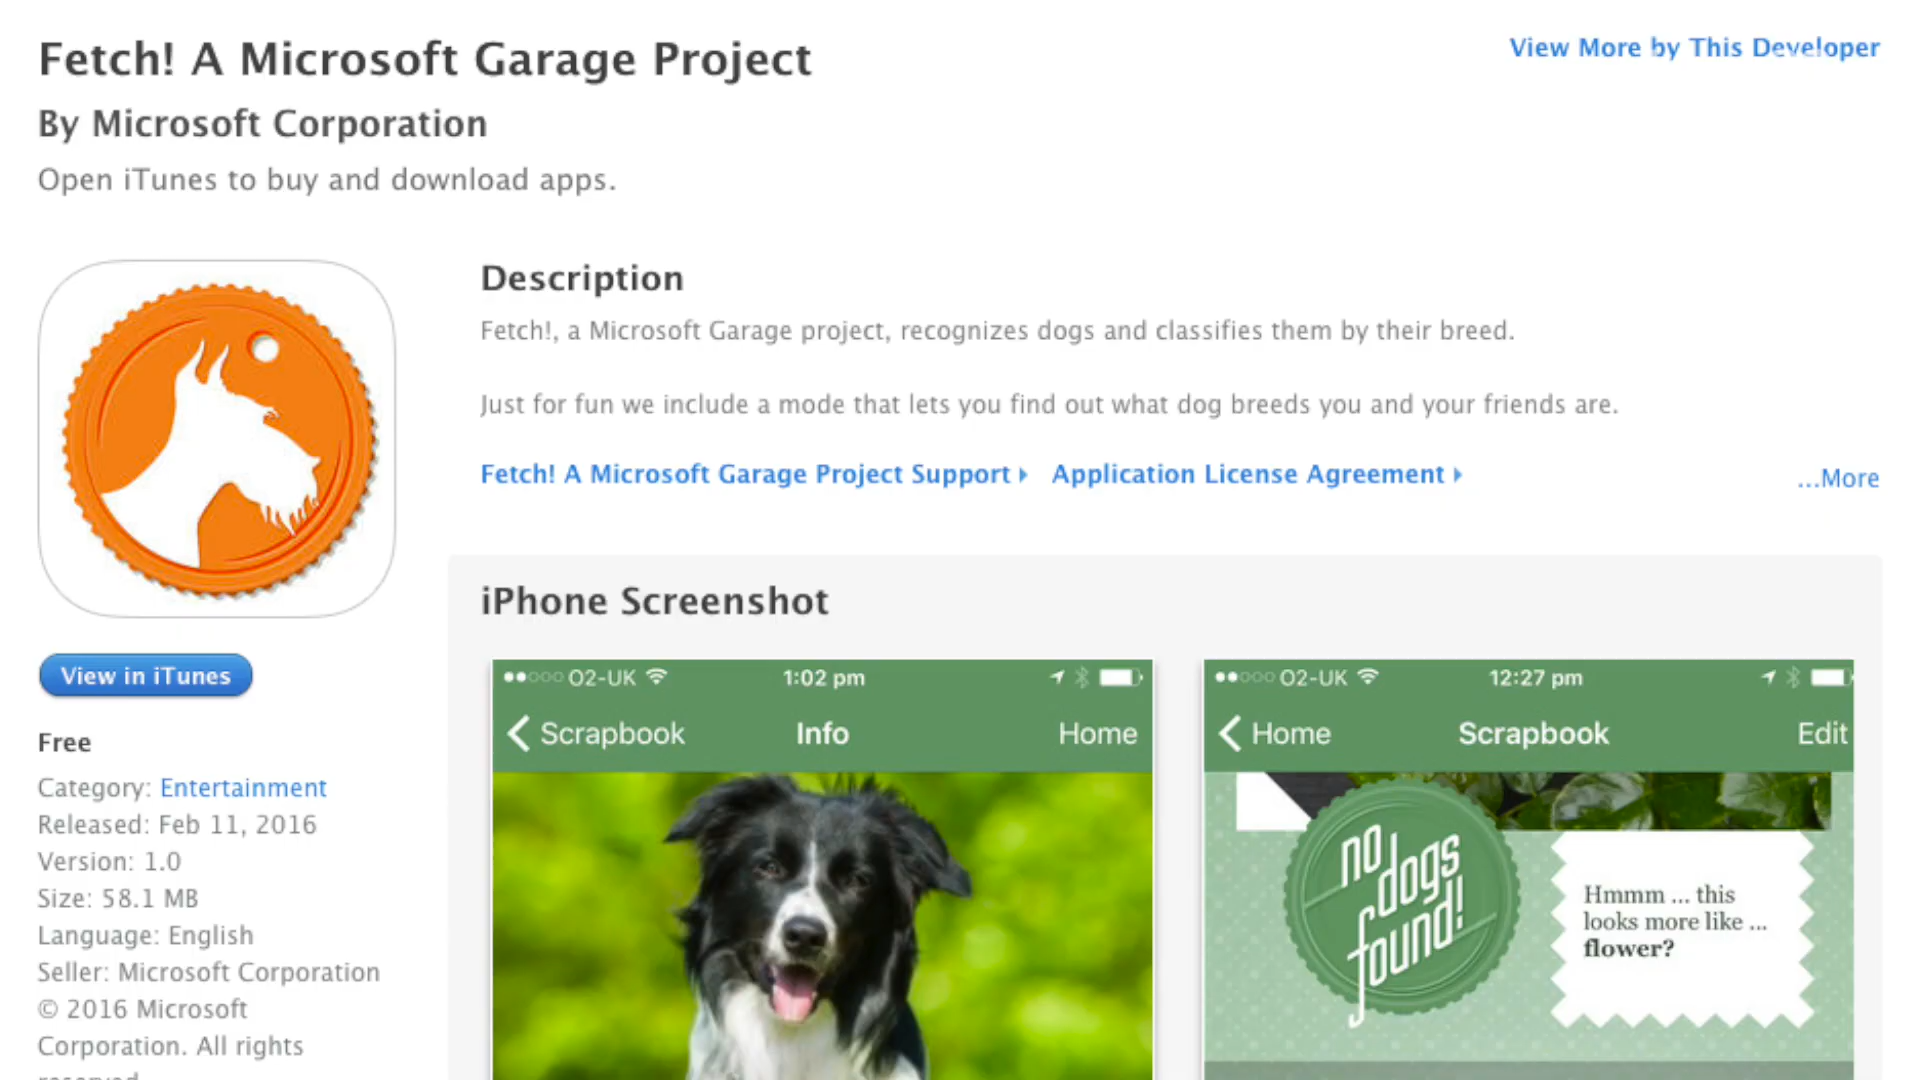 Fetch! A Microsoft Garage Project
View More by This Developer
By Microsoft Corporation
Open iTunes to buy and download apps.
Description
Fetch!, a Microsoft Garage project, recognizes dogs and classifies them by their breed.
Just for fun we include a mode that lets you find out what dog breeds you and your friends are.
Fetch! A Microsoft Garage Project Support
Application License Agreement
...More
View in iTunes
Free
Category: Entertainment
Released: Feb 11, 2016
Version: 1.0
Size: 58.1 MB
Language: English
Seller: Microsoft Corporation
© 2016 Microsoft
Corporation. All rights
reserved
iPhone Screenshot
O2-UK 1:02 pm
Scrapbook Info Home
O2-UK 12:27 pm
Home Scrapbook Edit
no
dogs
found!
Hmmm ... this
looks more like ...
flower?